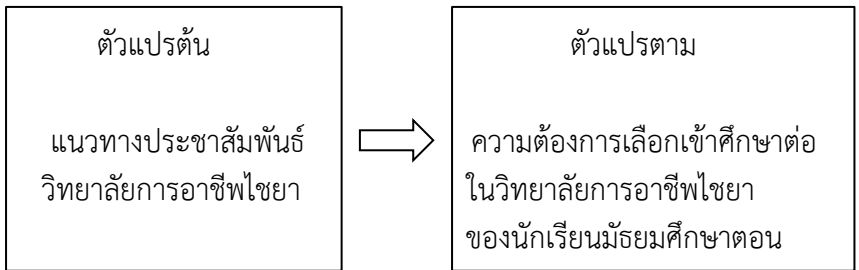 ตัวแปรต้น
แนวทางประชาสัมพันธ์
วิทยาลัยการอาชีพไชยา
ตัวแปรตาม
ความต้องการเลือกเข้าศึกษาต่อ
ในวิทยาลัยการอาชีพไชยา
ของนักเรียนมัธยมศึกษาตอน